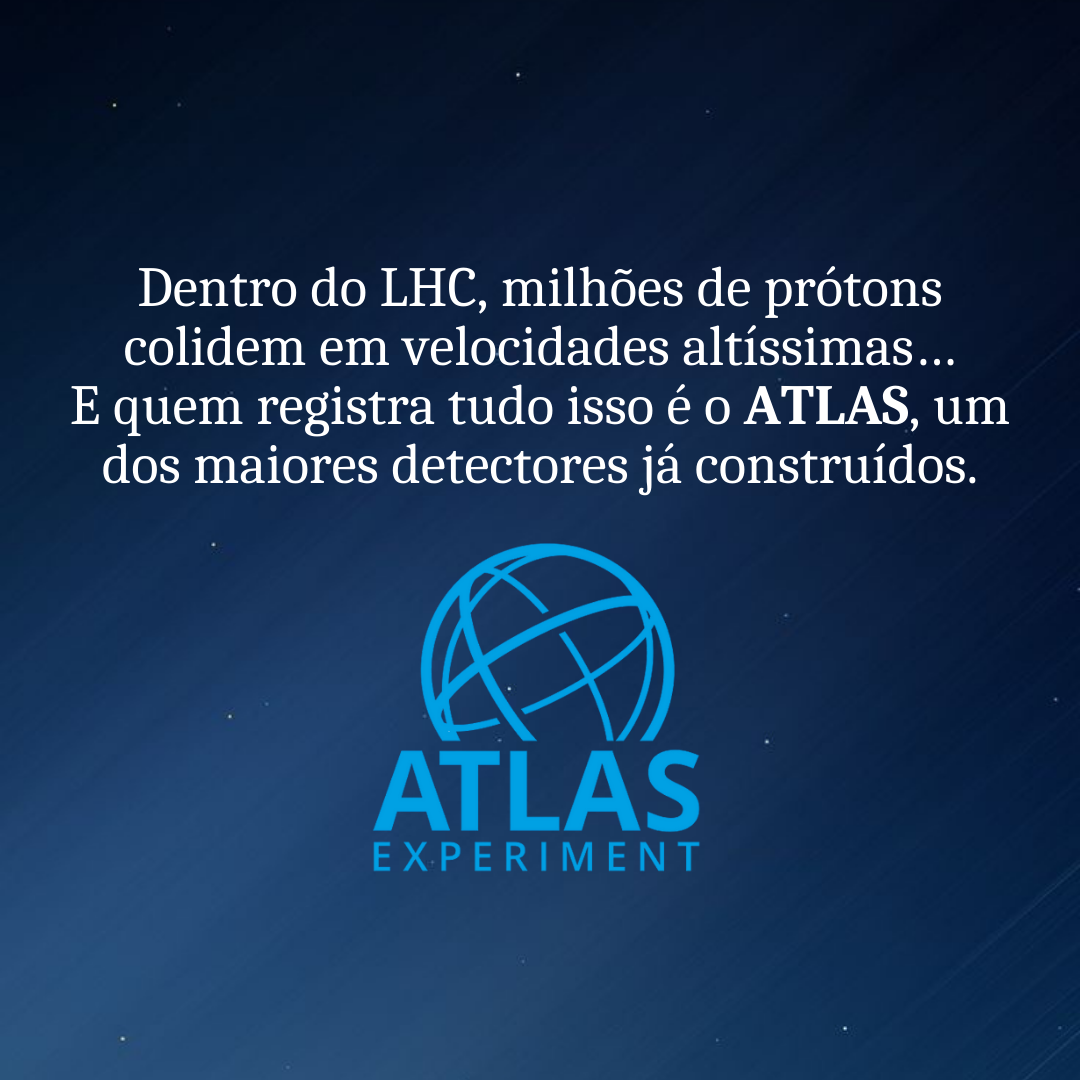 Dentro do LHC, milhões de prótons
colidem em velocidades altíssimas...
E quem registra tudo isso é o ATLAS, um
dos maiores detectores já construídos.
ATLAS
EXPERIMENT